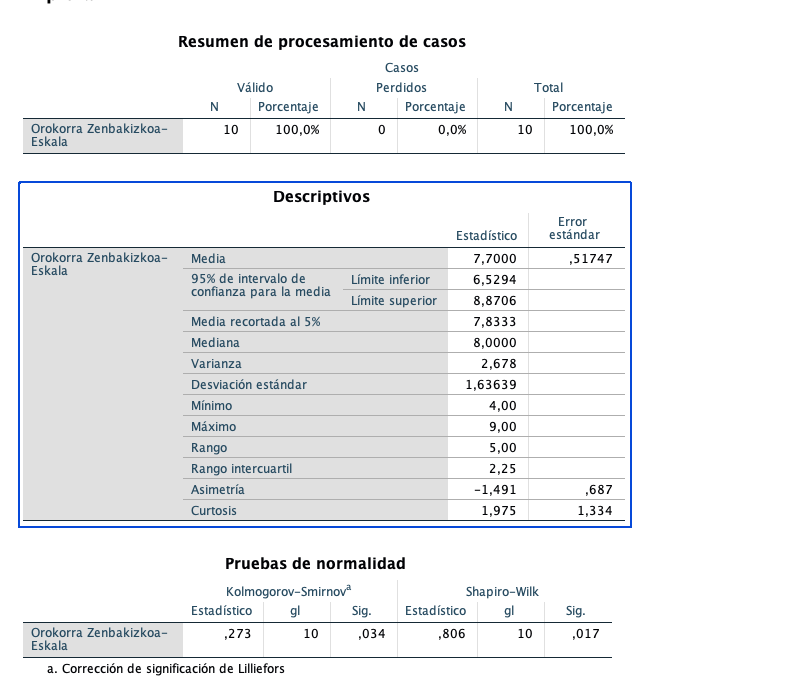 Resumen de procesamiento de casos
Casos
Válido Perdidos Total
N Porcentaje N Porcentaje N Porcentaje
Orokorra Zenbakizkoa-
Eskala 10 100,0% 0 0,0% 10 100,0%
Descriptivos
Estadístico Error
estándar
Orokorra Zenbakizkoa-
Eskala Media 7,7000 ,51747
95% de intervalo de
confianza para la media Límite inferior 6,5294
Límite superior 8,8706
Media recortada al 5% 7,8333
Mediana 8,0000
Varianza 2,678
Desviación estándar 1,63639
Mínimo 4,00
Máximo 9,00
Rango 5,00
Rango intercuartil 2,25
Asimetría -1,491 ,687
Curtosis 1,975 1,334
Pruebas de normalidad
Kolmogorov-Smirnovᵃ Shapiro-Wilk
Estadístico gl Sig. Estadístico gl Sig.
Orokorra Zenbakizkoa-
Eskala ,273 10 ,034 ,806 10 ,017
a. Corrección de significación de Lilliefors